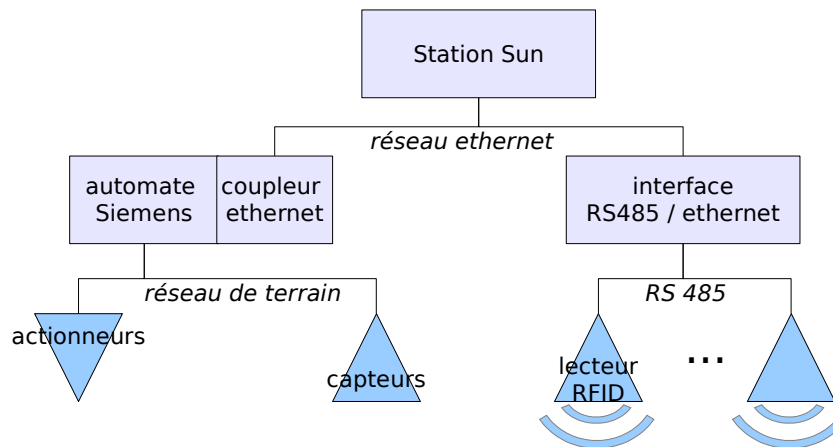 Station Sun
réseau ethernet
automate
Siemens
coupleur
ethernet
interface
RS485 / ethernet
réseau de terrain
RS 485
actionneurs
capteurs
lecteur
RFID
...